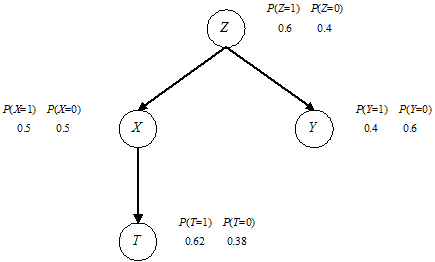 P(Z=1) P(Z=0)
Z
0.6 0.4
P(X=1) P(X=0)
P(Y=1) P(Y=0)
0.5 0.5
X
Y
0.4 0.6
P(T=1) P(T=0)
T
0.62 0.38